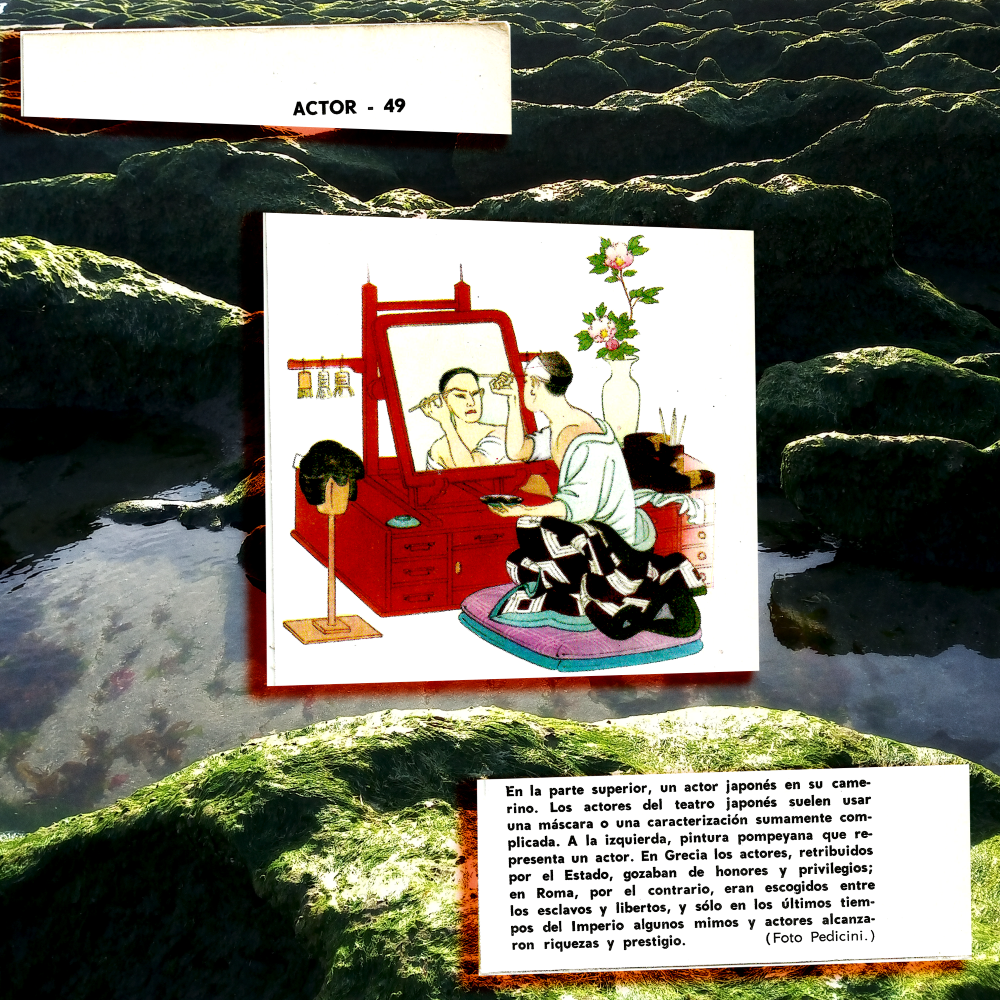 ACTOR - 49
En la parte superior, un actor japonés en su came-
rino. Los actores del teatro japonés suelen usar
una máscara o una caracterización sumamente com-
plicada. A la izquierda, pintura pompeyana que re-
presenta un actor. En Grecia los actores, retribuidos
por el Estado, gozaban de honores y privilegios;
en Roma, por el contrario, eran escogidos entre
los esclavos y libertos, y sólo en los últimos tiem-
pos del Imperio algunos mimos y actores alcanza-
ron riquezas y prestigio. (Foto Pedicini.)